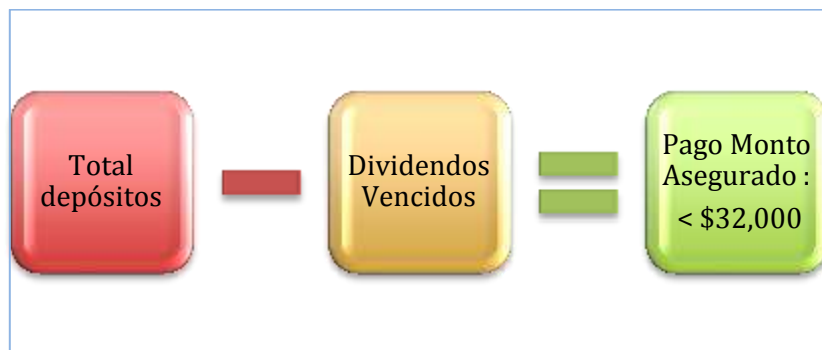 Total
depósitos
Dividendos
Vencidos
Pago Monto
Asegurado :
< $32,000